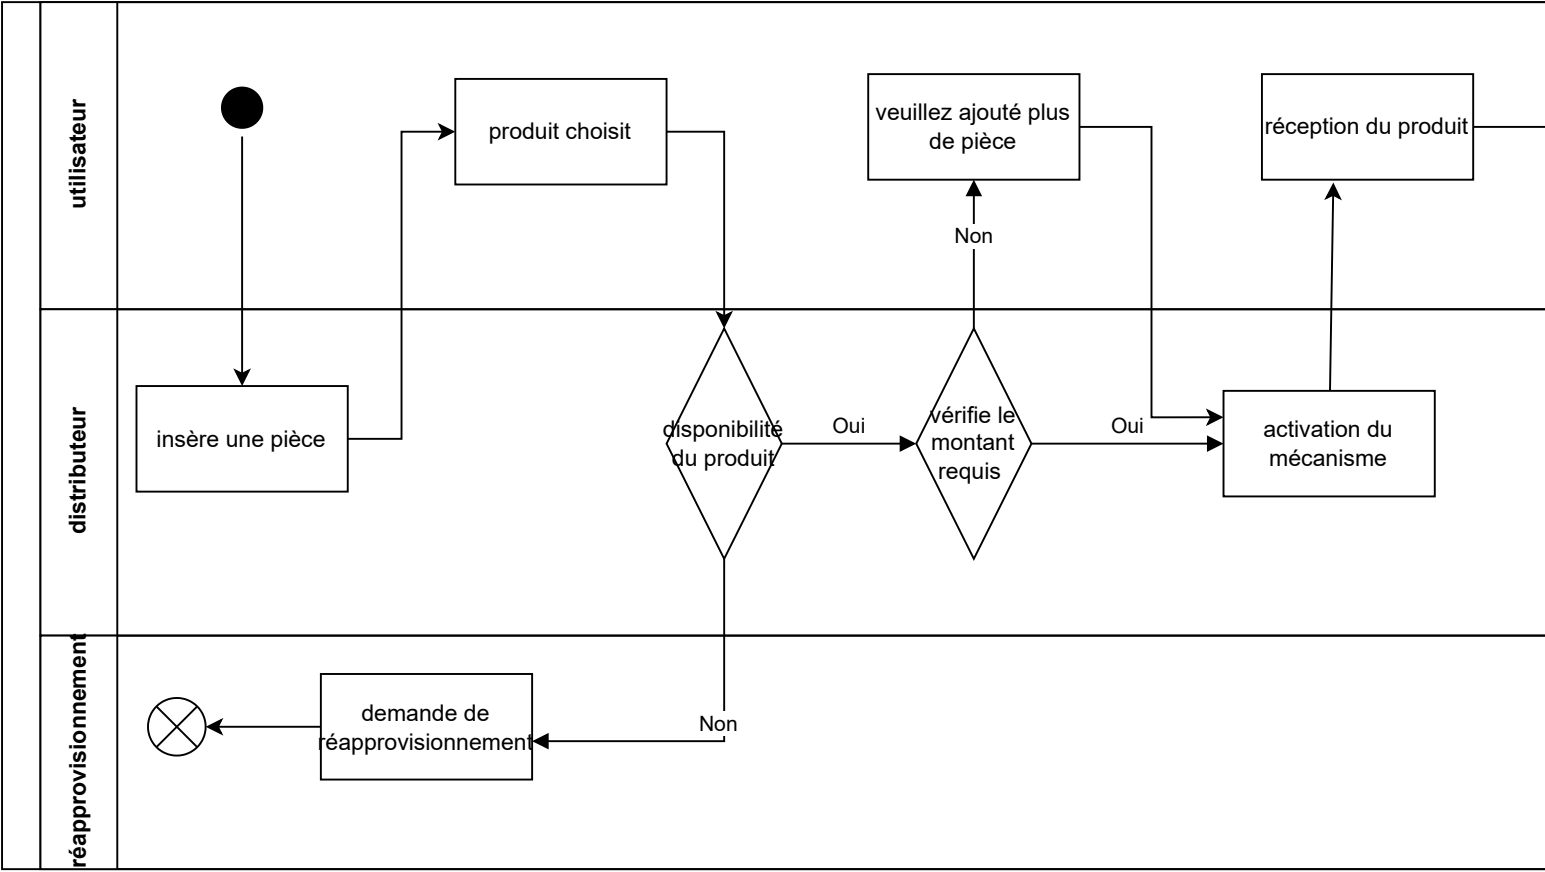 utilisateur
produit choisit
veuillez ajouté plus
de pièce
réception du produit
Non
distributeur
insère une pièce
disponibilité
du produit
Oui
vérifie le
montant
requis
Oui
activation du
mécanisme
réapprovisionnement
demande de
réapprovisionnement
Non